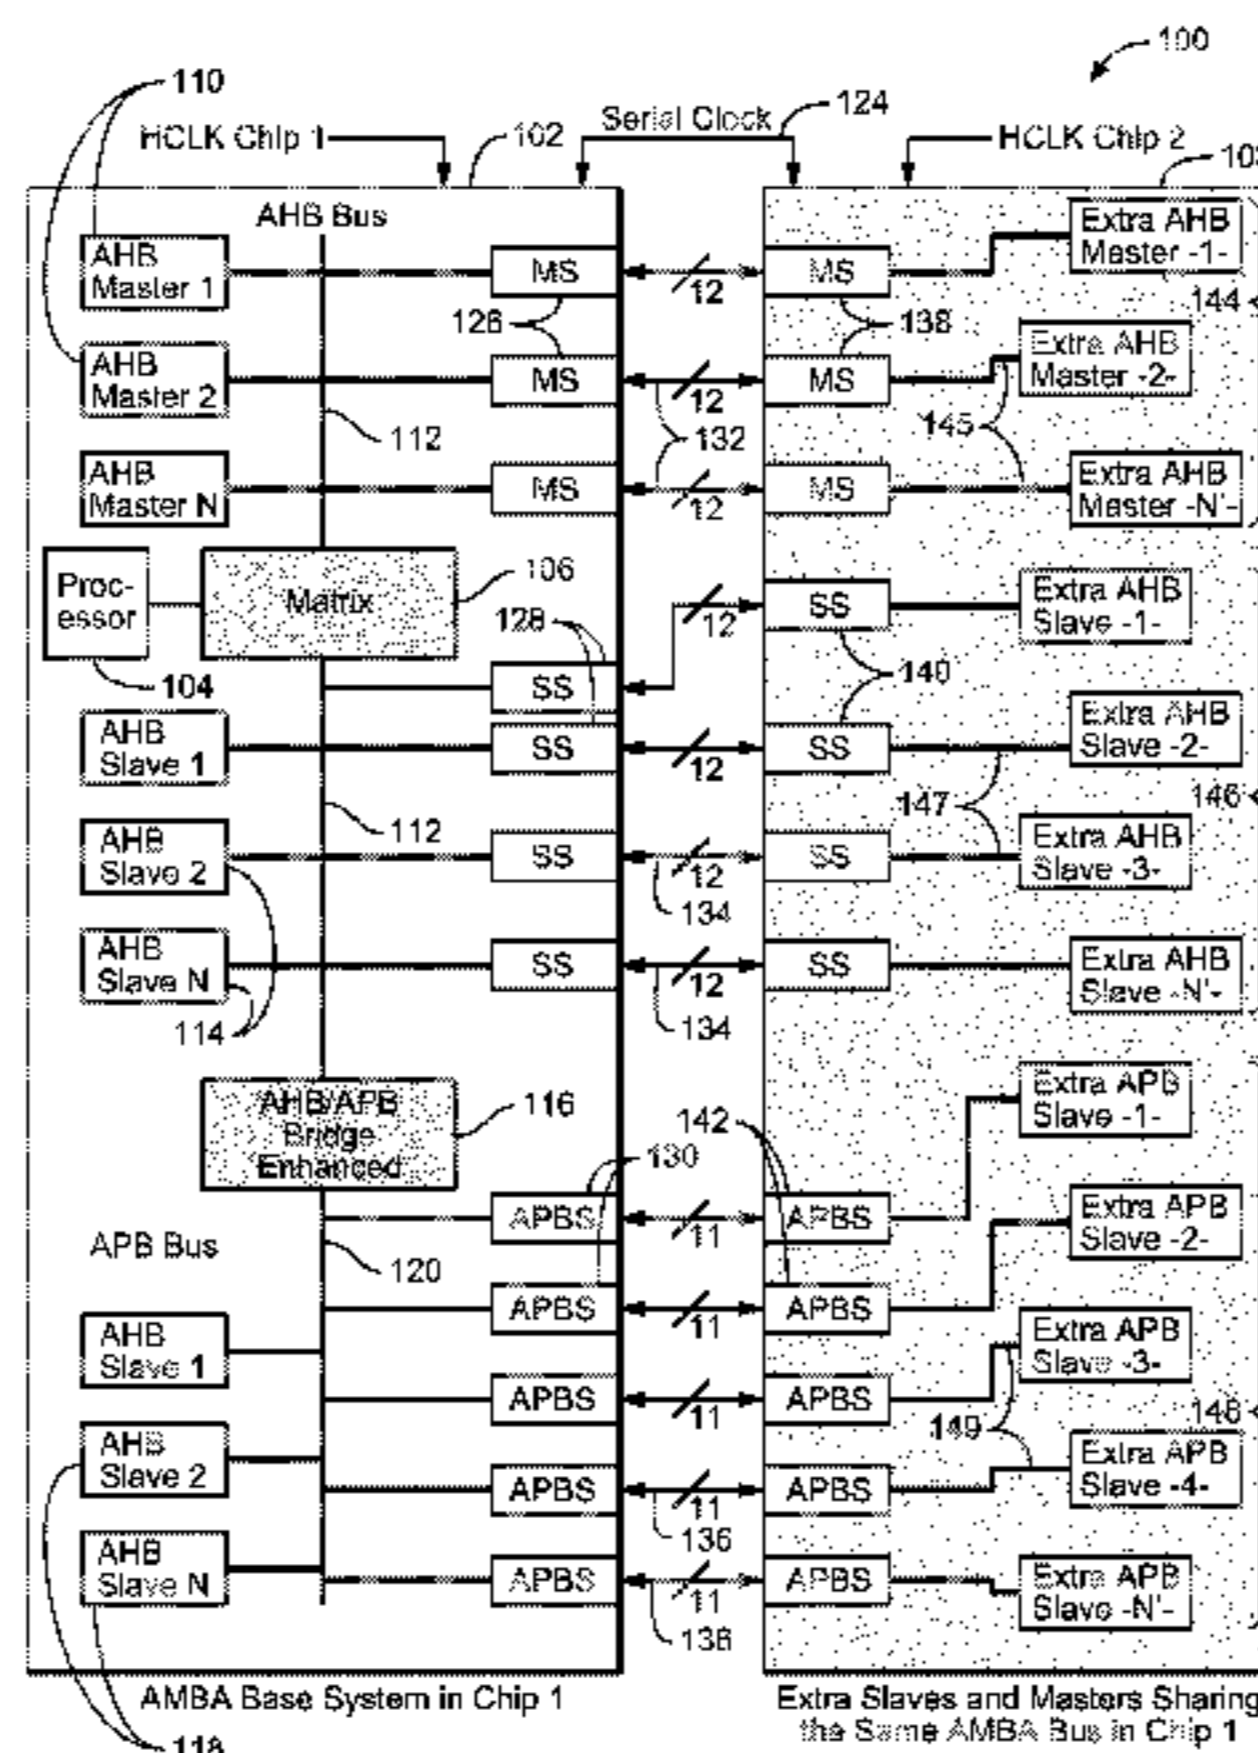 100
110
124
HCLK Chip 1
102
Serial Clock
HCLK Chip 2
AHB Bus
AHB
Master 1
MS
12
MS
Extra AHB
Master -1-
126
138
144
AHB
Master 2
MS
12
MS
Extra AHB
Master -2-
112
132
145
AHB
Master N
MS
12
MS
Extra AHB
Master -N'-
Proc-
essor
Matrix
106
12
SS
Extra AHB
Slave -1-
128
104
SS
140
AHB
Slave 1
SS
12
SS
Extra AHB
Slave -2-
147
146
112
AHB
Slave 2
SS
12
SS
Extra AHB
Slave -3-
134
AHB
Slave N
SS
12
SS
Extra AHB
Slave -N'-
114
134
AHB/APB
Bridge
Enhanced
116
142
Extra APB
Slave -1-
130
APBS
11
APBS
Extra APB
Slave -2-
APB Bus
120
APBS
11
APBS
AHB
Slave 1
Extra APB
Slave -3-
APBS
11
APBS
149
148
AHB
Slave 2
APBS
11
APBS
Extra APB
Slave -4-
136
AHB
Slave N
APBS
11
APBS
Extra APB
Slave -N'-
136
AMBA Base System in Chip 1
Extra Slaves and Masters Sharing
the Same AMBA Bus in Chip 1
118